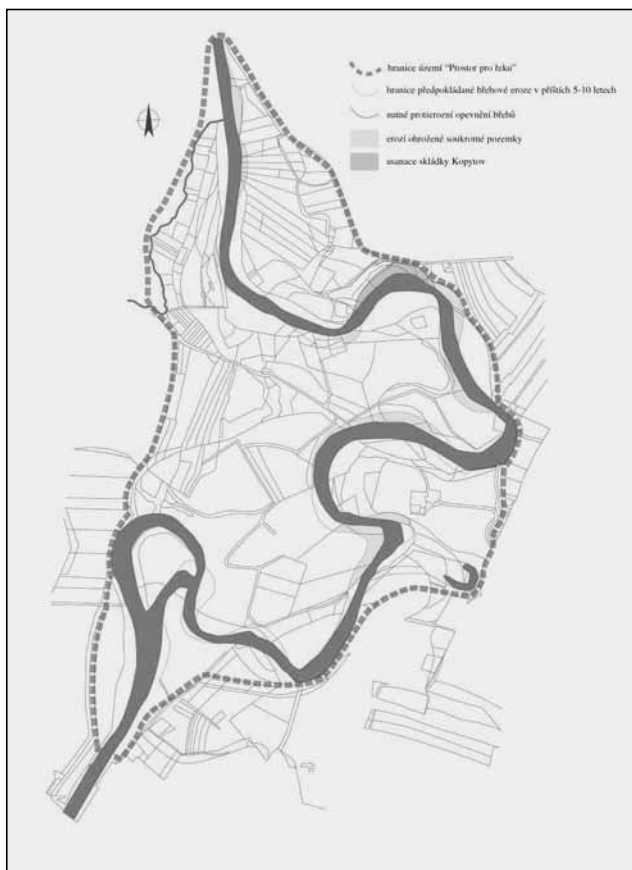 hranice území “Prostor pro řeku”
hranice předpokládané břehové eroze v příštích 5-10 letech
nutné protierozní opevnění břehů
erozí ohrožené soukromé pozemky
asanace skládky Kopytov